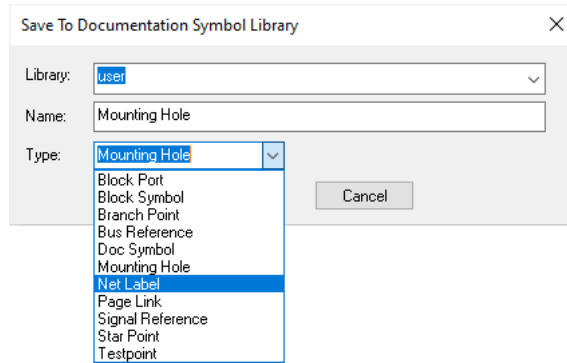 Save To Documentation Symbol Library
Library: user
Name: Mounting Hole
Type: Mounting Hole
Block Port
Block Symbol
Branch Point
Bus Reference
Doc Symbol
Mounting Hole
Net Label
Page Link
Signal Reference
Star Point
Testpoint
Cancel